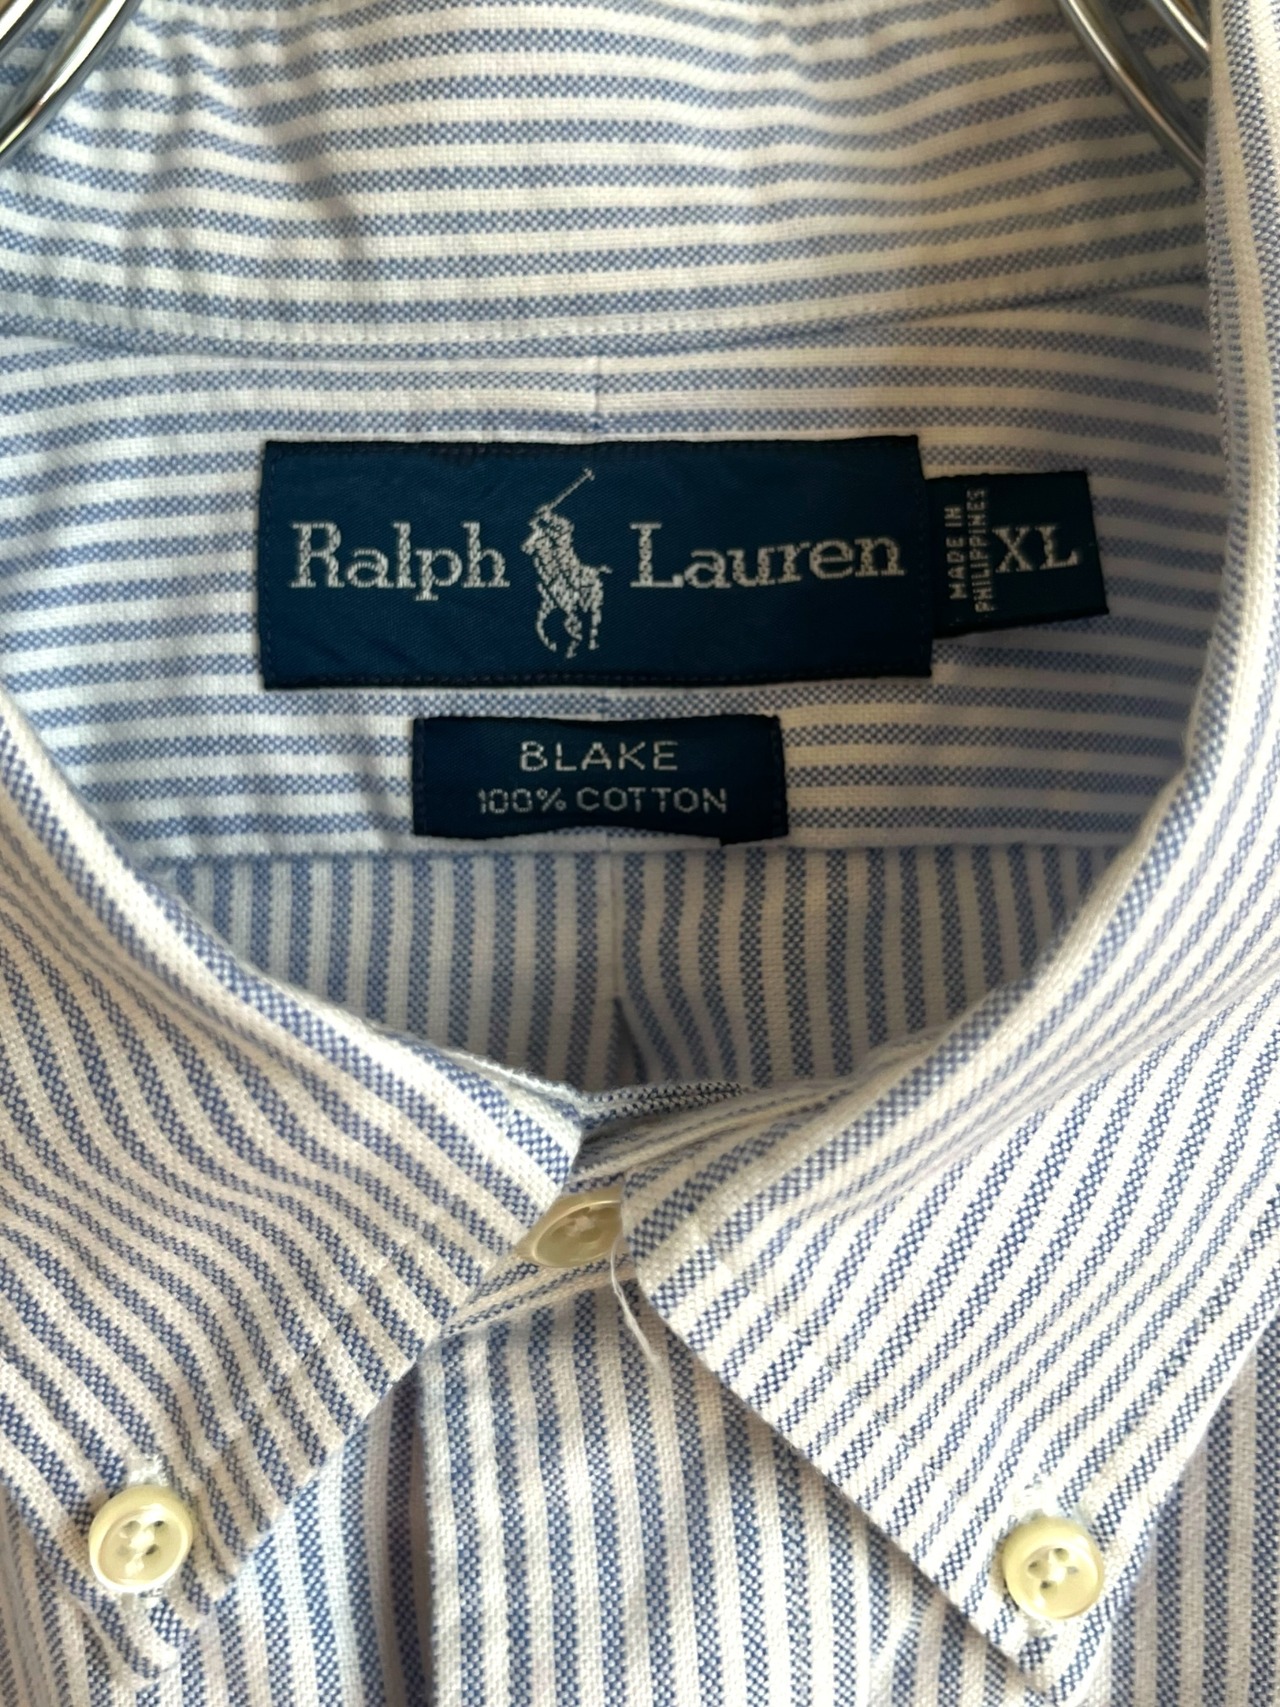 Ralph Lauren
MADE IN
PHILIPPINES
XL
BLAKE
100% COTTON